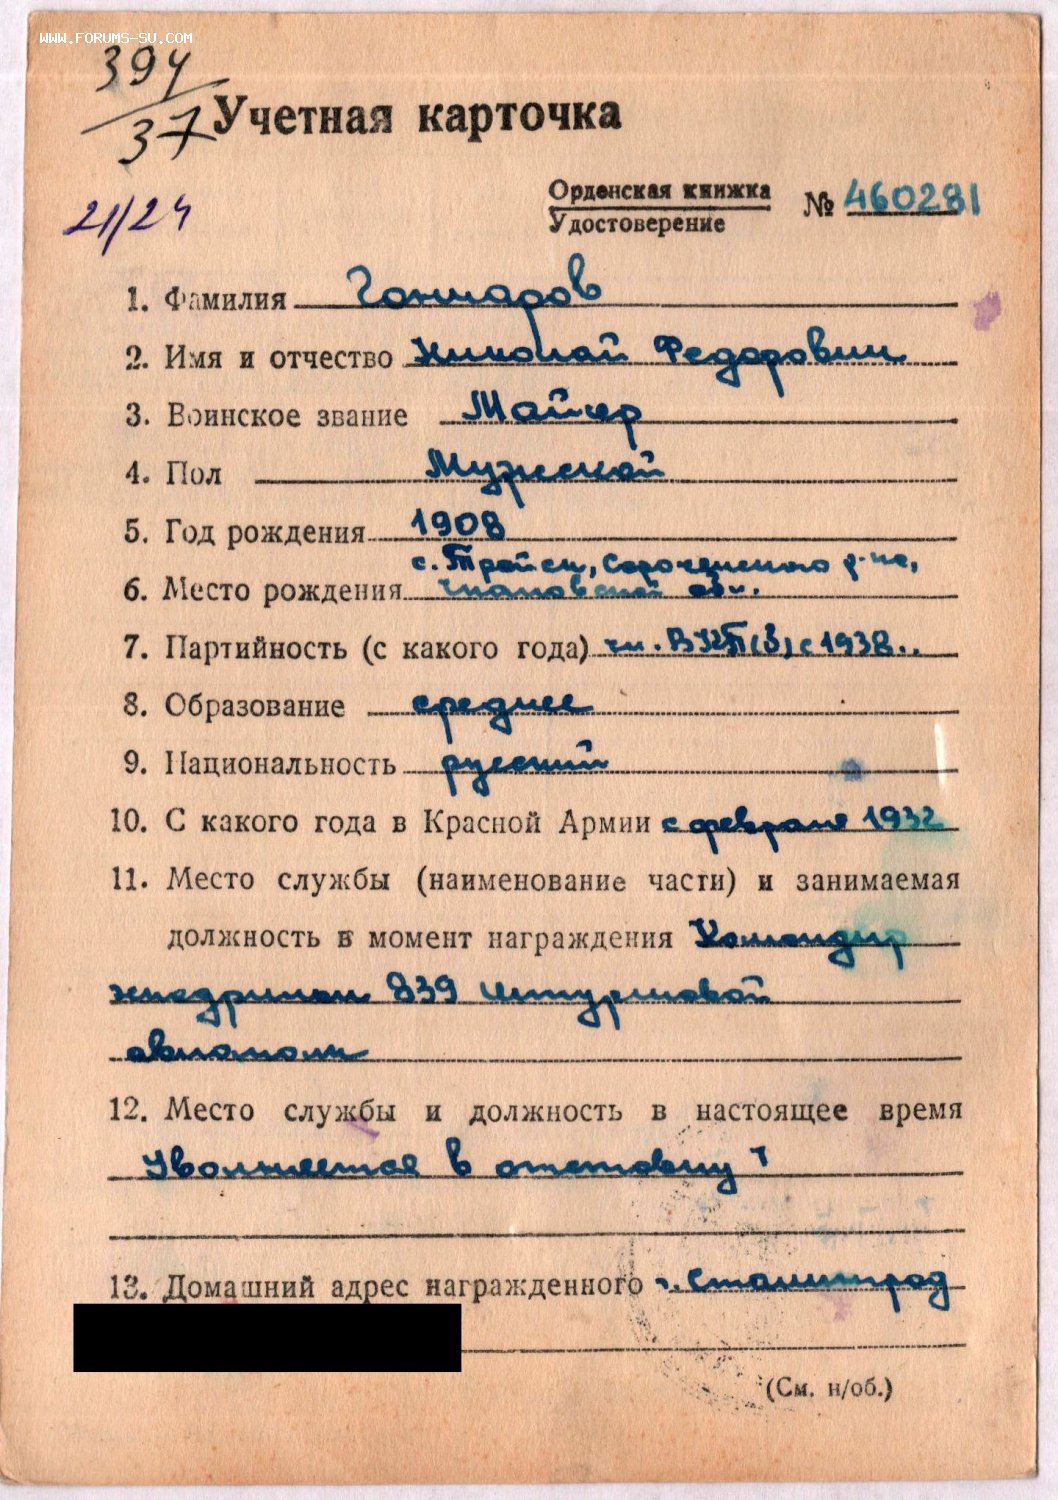 WWW.FORUMS-SU.COM
394
37
21/24
Учетная карточка
Орденская книжка
Удостоверение
№ 460281
1. Фамилия Гончаров
2. Имя и отчество Николай Федорович
3. Воинское звание Майор
4. Пол Мужской
5. Год рождения 1908
с. Тройск, Сорочинского р-на,
6. Место рождения Чкаловской обл.
7. Партийность (с какого года) чл. ВКП(б) с 1938..
8. Образование среднее
9. Национальность русский
10. С какого года в Красной Армии с февраля 1932
11. Место службы (наименование части) и занимаемая
должность в момент награждения Командир
эскадрильи 839 штурмовой
авиаполк
12. Место службы и должность в настоящее время
Увольняется в отставку
13. Домашний адрес награжденного г. Сталинград
(См. н/об.)